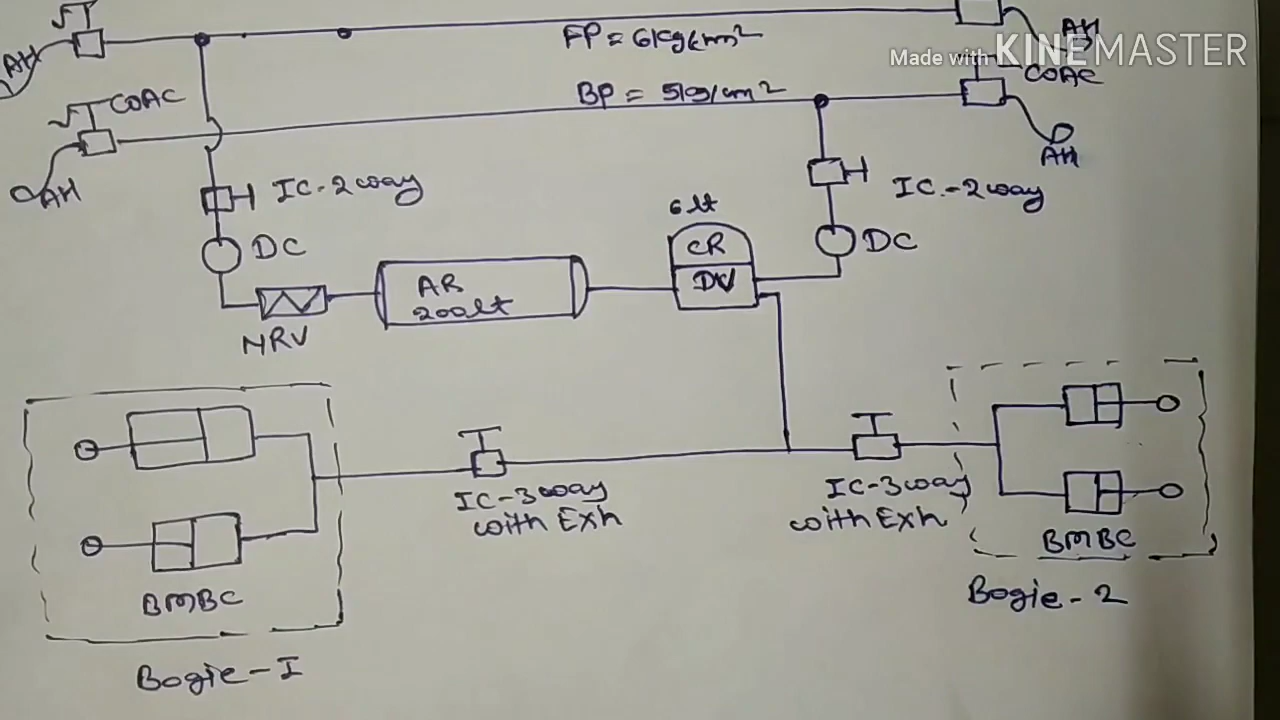 FP = 6kg/cm²
AH
AH
Made with KINEMASTER
COAC
COAC
BP = 5kg/cm²
AH
AH
IC-2way
IC-2way
6lt
CR
DV
DC
DC
AR
200lt
NRV
IC-3way
with Exh
IC-3way
with Exh
BMBC
BMBC
Bogie-2
Bogie-I